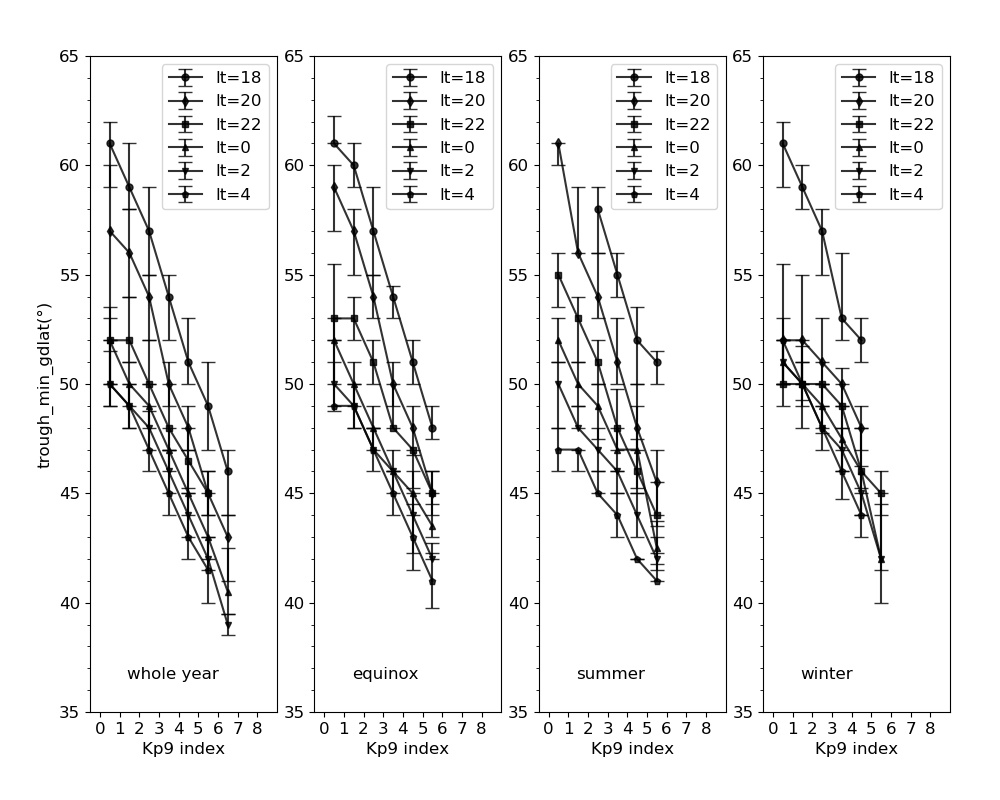 65
60
55
50
45
40
35
trough_min_gdlat(°)
lt=18
lt=20
lt=22
lt=0
lt=2
lt=4
whole year
0 1 2 3 4 5 6 7 8
Kp9 index
65
60
55
50
45
40
35
lt=18
lt=20
lt=22
lt=0
lt=2
lt=4
equinox
0 1 2 3 4 5 6 7 8
Kp9 index
65
60
55
50
45
40
35
lt=18
lt=20
lt=22
lt=0
lt=2
lt=4
summer
0 1 2 3 4 5 6 7 8
Kp9 index
65
60
55
50
45
40
35
lt=18
lt=20
lt=22
lt=0
lt=2
lt=4
winter
0 1 2 3 4 5 6 7 8
Kp9 index